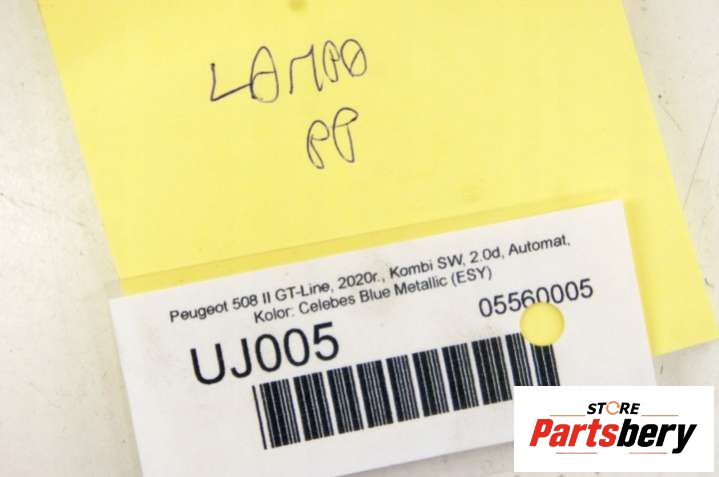 LAMPA
PP
Peugeot 508 II GT-Line, 2020r., Kombi SW, 2.0d, Automat,
Kolor: Celebes Blue Metallic (ESY)
UJ005
05560005
STORE
Partsbery